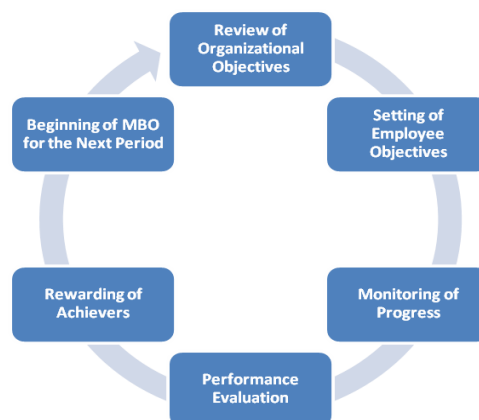 Review of
Organizational
Objectives
Setting of
Employee
Objectives
Monitoring of
Progress
Performance
Evaluation
Rewarding of
Achievers
Beginning of MBO
for the Next Period